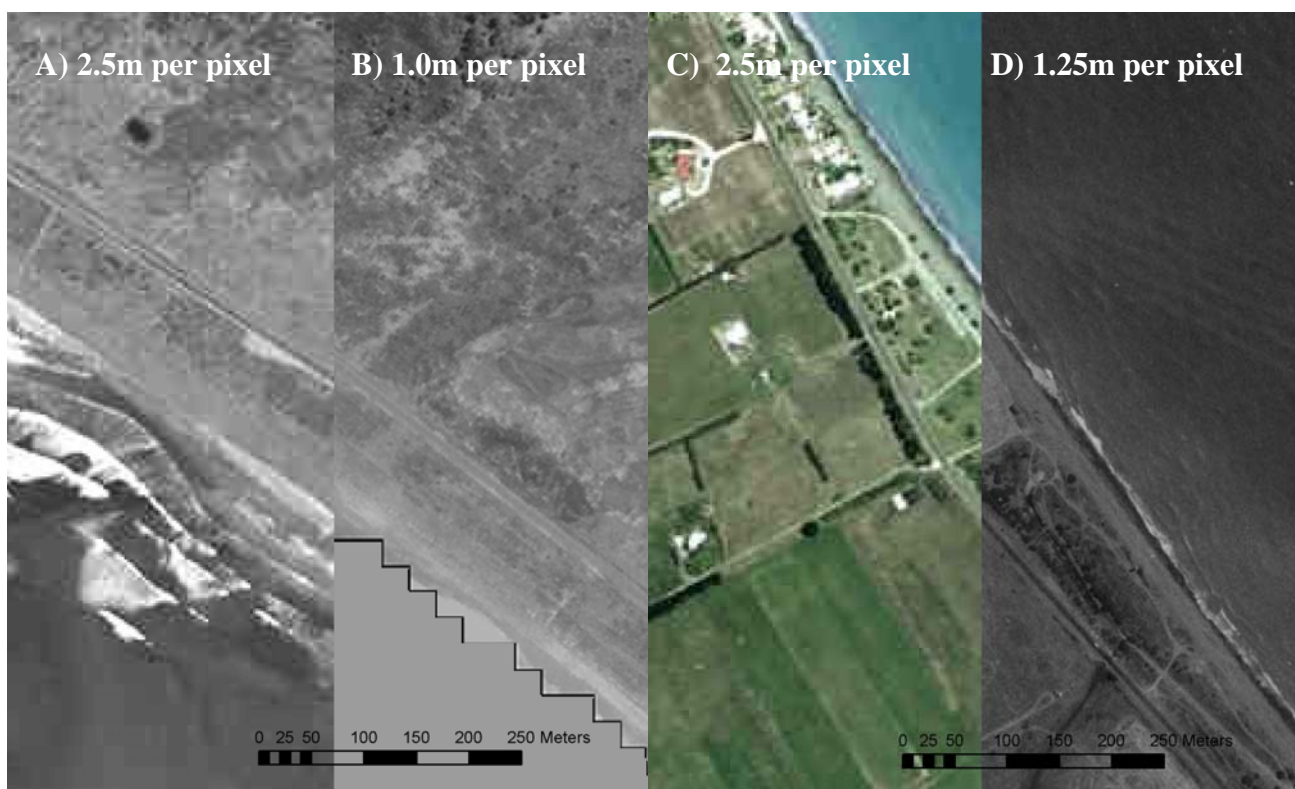 A) 2.5m per pixel
B) 1.0m per pixel
C) 2.5m per pixel
D) 1.25m per pixel
0 25 50 100 150 200 250 Meters
0 25 50 100 150 200 250 Meters